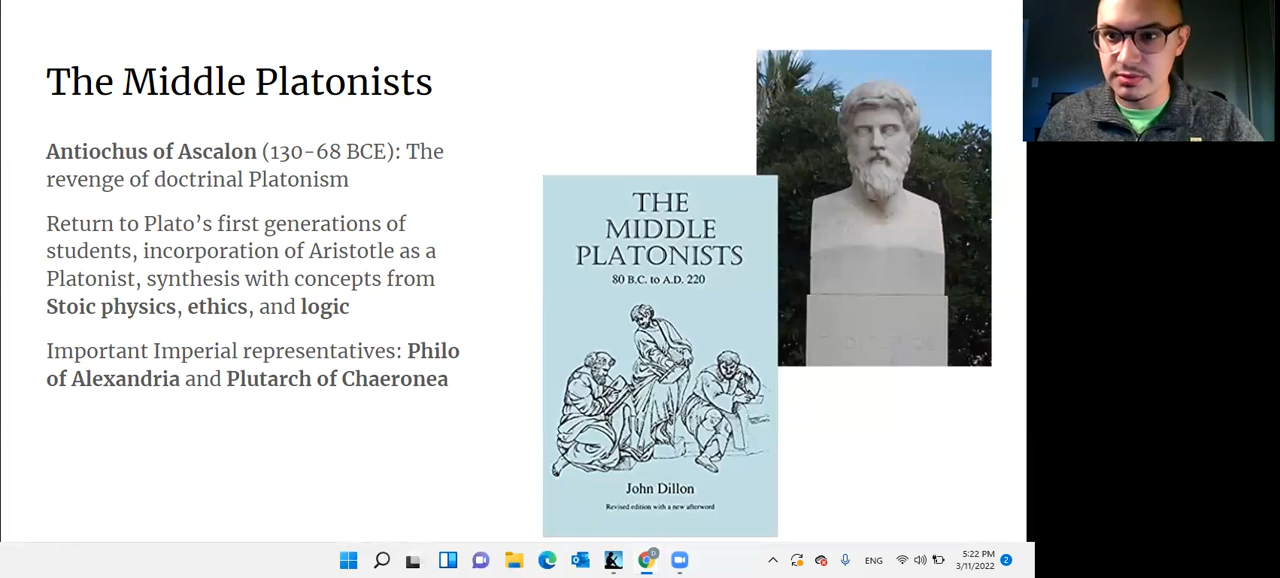 The Middle Platonists
Antiochus of Ascalon (130-68 BCE): The
revenge of doctrinal Platonism
Return to Plato’s first generations of
students, incorporation of Aristotle as a
Platonist, synthesis with concepts from
Stoic physics, ethics, and logic
Important Imperial representatives: Philo
of Alexandria and Plutarch of Chaeronea
THE
MIDDLE
PLATONISTS
80 B.C. to A.D. 220
John Dillon
Revised edition with a new afterword
ENG
5:22 PM
3/11/2022
2